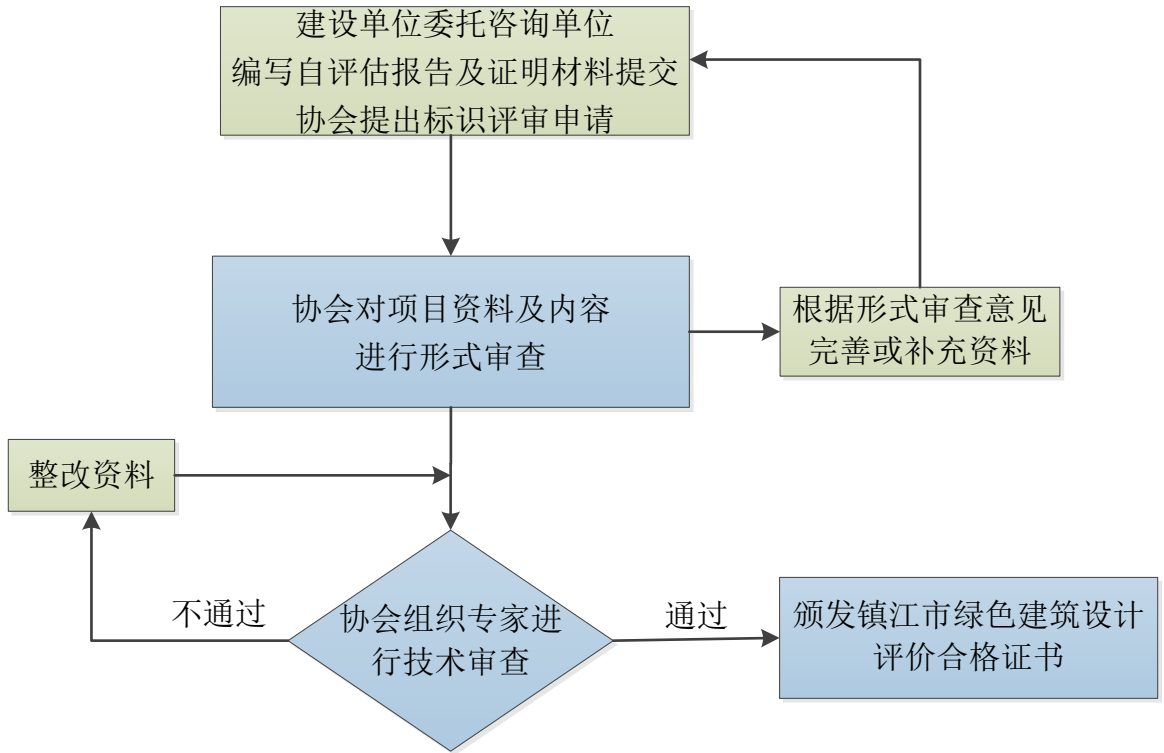 建设单位委托咨询单位
编写自评估报告及证明材料提交
协会提出标识评审申请
协会对项目资料及内容
进行形式审查
根据形式审查意见
完善或补充资料
整改资料
不通过
协会组织专家进
行技术审查
通过
颁发镇江市绿色建筑设计
评价合格证书